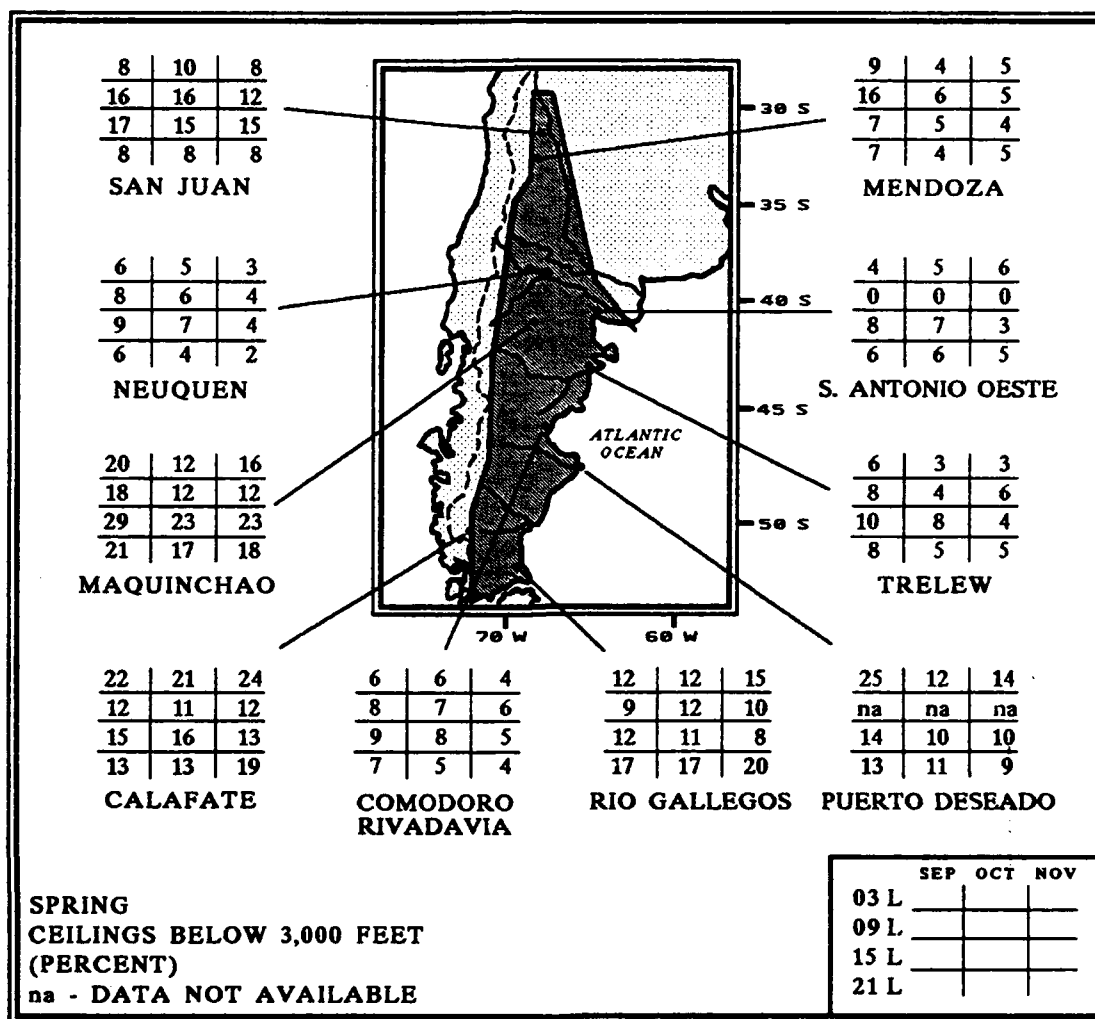 8 10 8
16 16 12
17 15 15
8 8 8
SAN JUAN
9 4 5
16 6 5
7 5 4
7 4 5
MENDOZA
30 S
35 S
40 S
45 S
50 S
70 W
60 W
ATLANTIC
OCEAN
6 5 3
8 6 4
9 7 4
6 4 2
NEUQUEN
4 5 6
0 0 0
8 7 3
6 6 5
S. ANTONIO OESTE
20 12 16
18 12 12
29 23 23
21 17 18
MAQUINCHAO
6 3 3
8 4 6
10 8 4
8 5 5
TRELEW
22 21 24
12 11 12
15 16 13
13 13 19
CALAFATE
6 6 4
8 7 6
9 8 5
7 5 4
COMODORO
RIVADAVIA
12 12 15
9 12 10
12 11 8
17 17 20
RIO GALLEGOS
25 12 14
na na na
14 10 10
13 11 9
PUERTO DESEADO
SPRING
CEILINGS BELOW 3,000 FEET
(PERCENT)
na - DATA NOT AVAILABLE
SEP OCT NOV
03 L
09 L
15 L
21 L